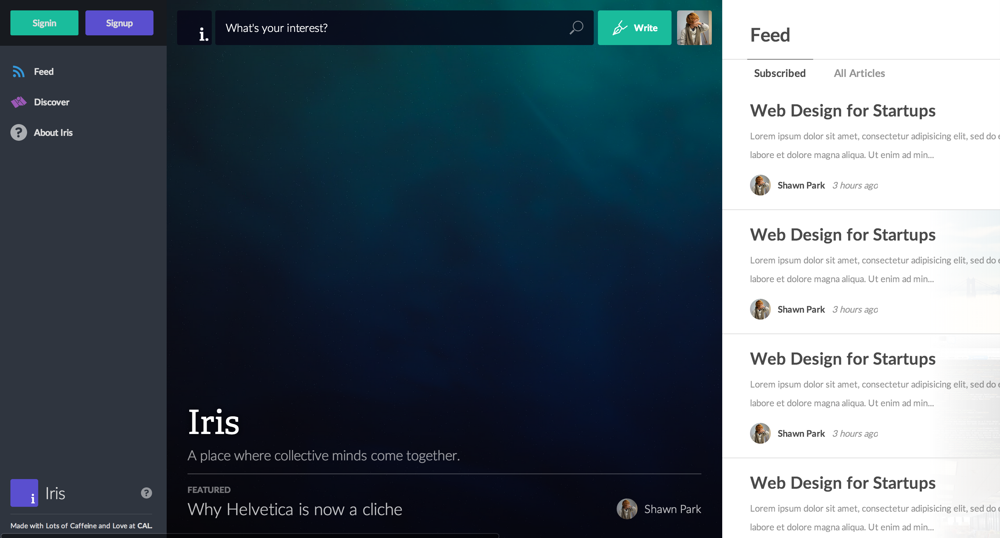 Signin
Signup
Feed
Discover
? About Iris
i Iris ?
Made with Lots of Caffeine and Love at CAL.
i.
What's your interest?
Write
Iris
A place where collective minds come together.
FEATURED
Why Helvetica is now a cliche
Shawn Park
Feed
Subscribed
All Articles
Web Design for Startups
Lorem ipsum dolor sit amet, consectetur adipisicing elit, sed do
labore et dolore magna aliqua. Ut enim ad min...
Shawn Park 3 hours ago
Web Design for Startups
Lorem ipsum dolor sit amet, consectetur adipisicing elit, sed do
labore et dolore magna aliqua. Ut enim ad min...
Shawn Park 3 hours ago
Web Design for Startups
Lorem ipsum dolor sit amet, consectetur adipisicing elit, sed do
labore et dolore magna aliqua. Ut enim ad min...
Shawn Park 3 hours ago
Web Design for Startups
Lorem ipsum dolor sit amet, consectetur adipisicing elit, sed do
labore et dolore magna aliqua. Ut enim ad min...